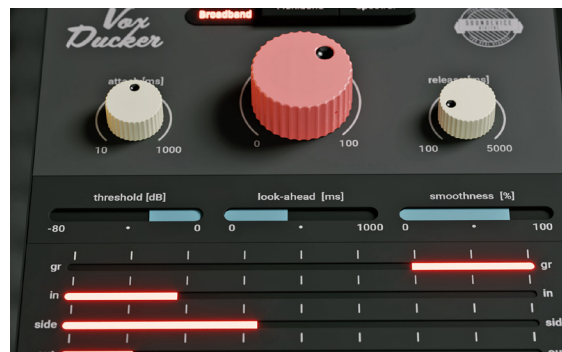 Vox
Ducker
Broadband
SOUNDEVICE
attack [ms]
release [ms]
10
1000
0
100
100
5000
threshold [dB]
look-ahead [ms]
smoothness [%]
-80
0
0
1000
0
100
gr
gr
in
in
side